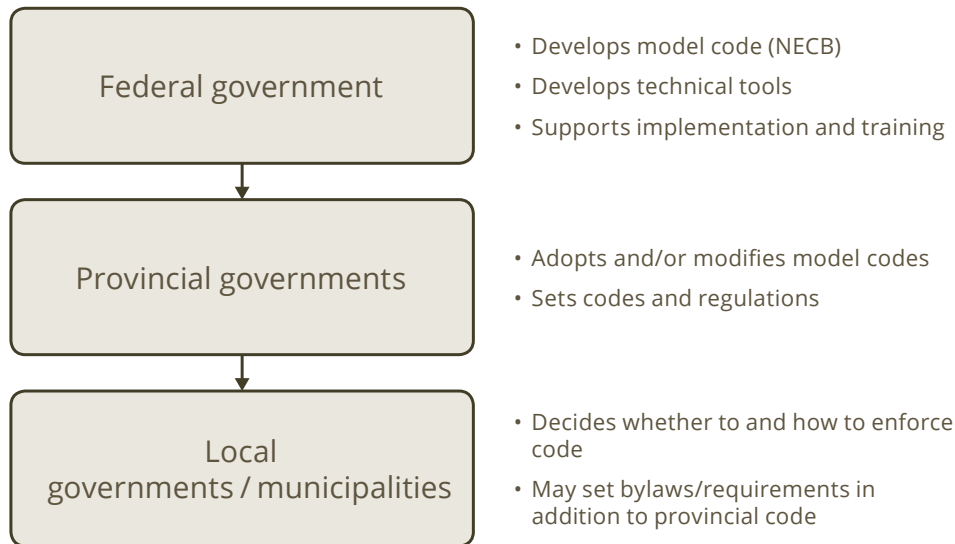 Federal government
• Develops model code (NECB)
• Develops technical tools
• Supports implementation and training
Provincial governments
• Adopts and/or modifies model codes
• Sets codes and regulations
Local
governments / municipalities
• Decides whether to and how to enforce
code
• May set bylaws/requirements in
addition to provincial code